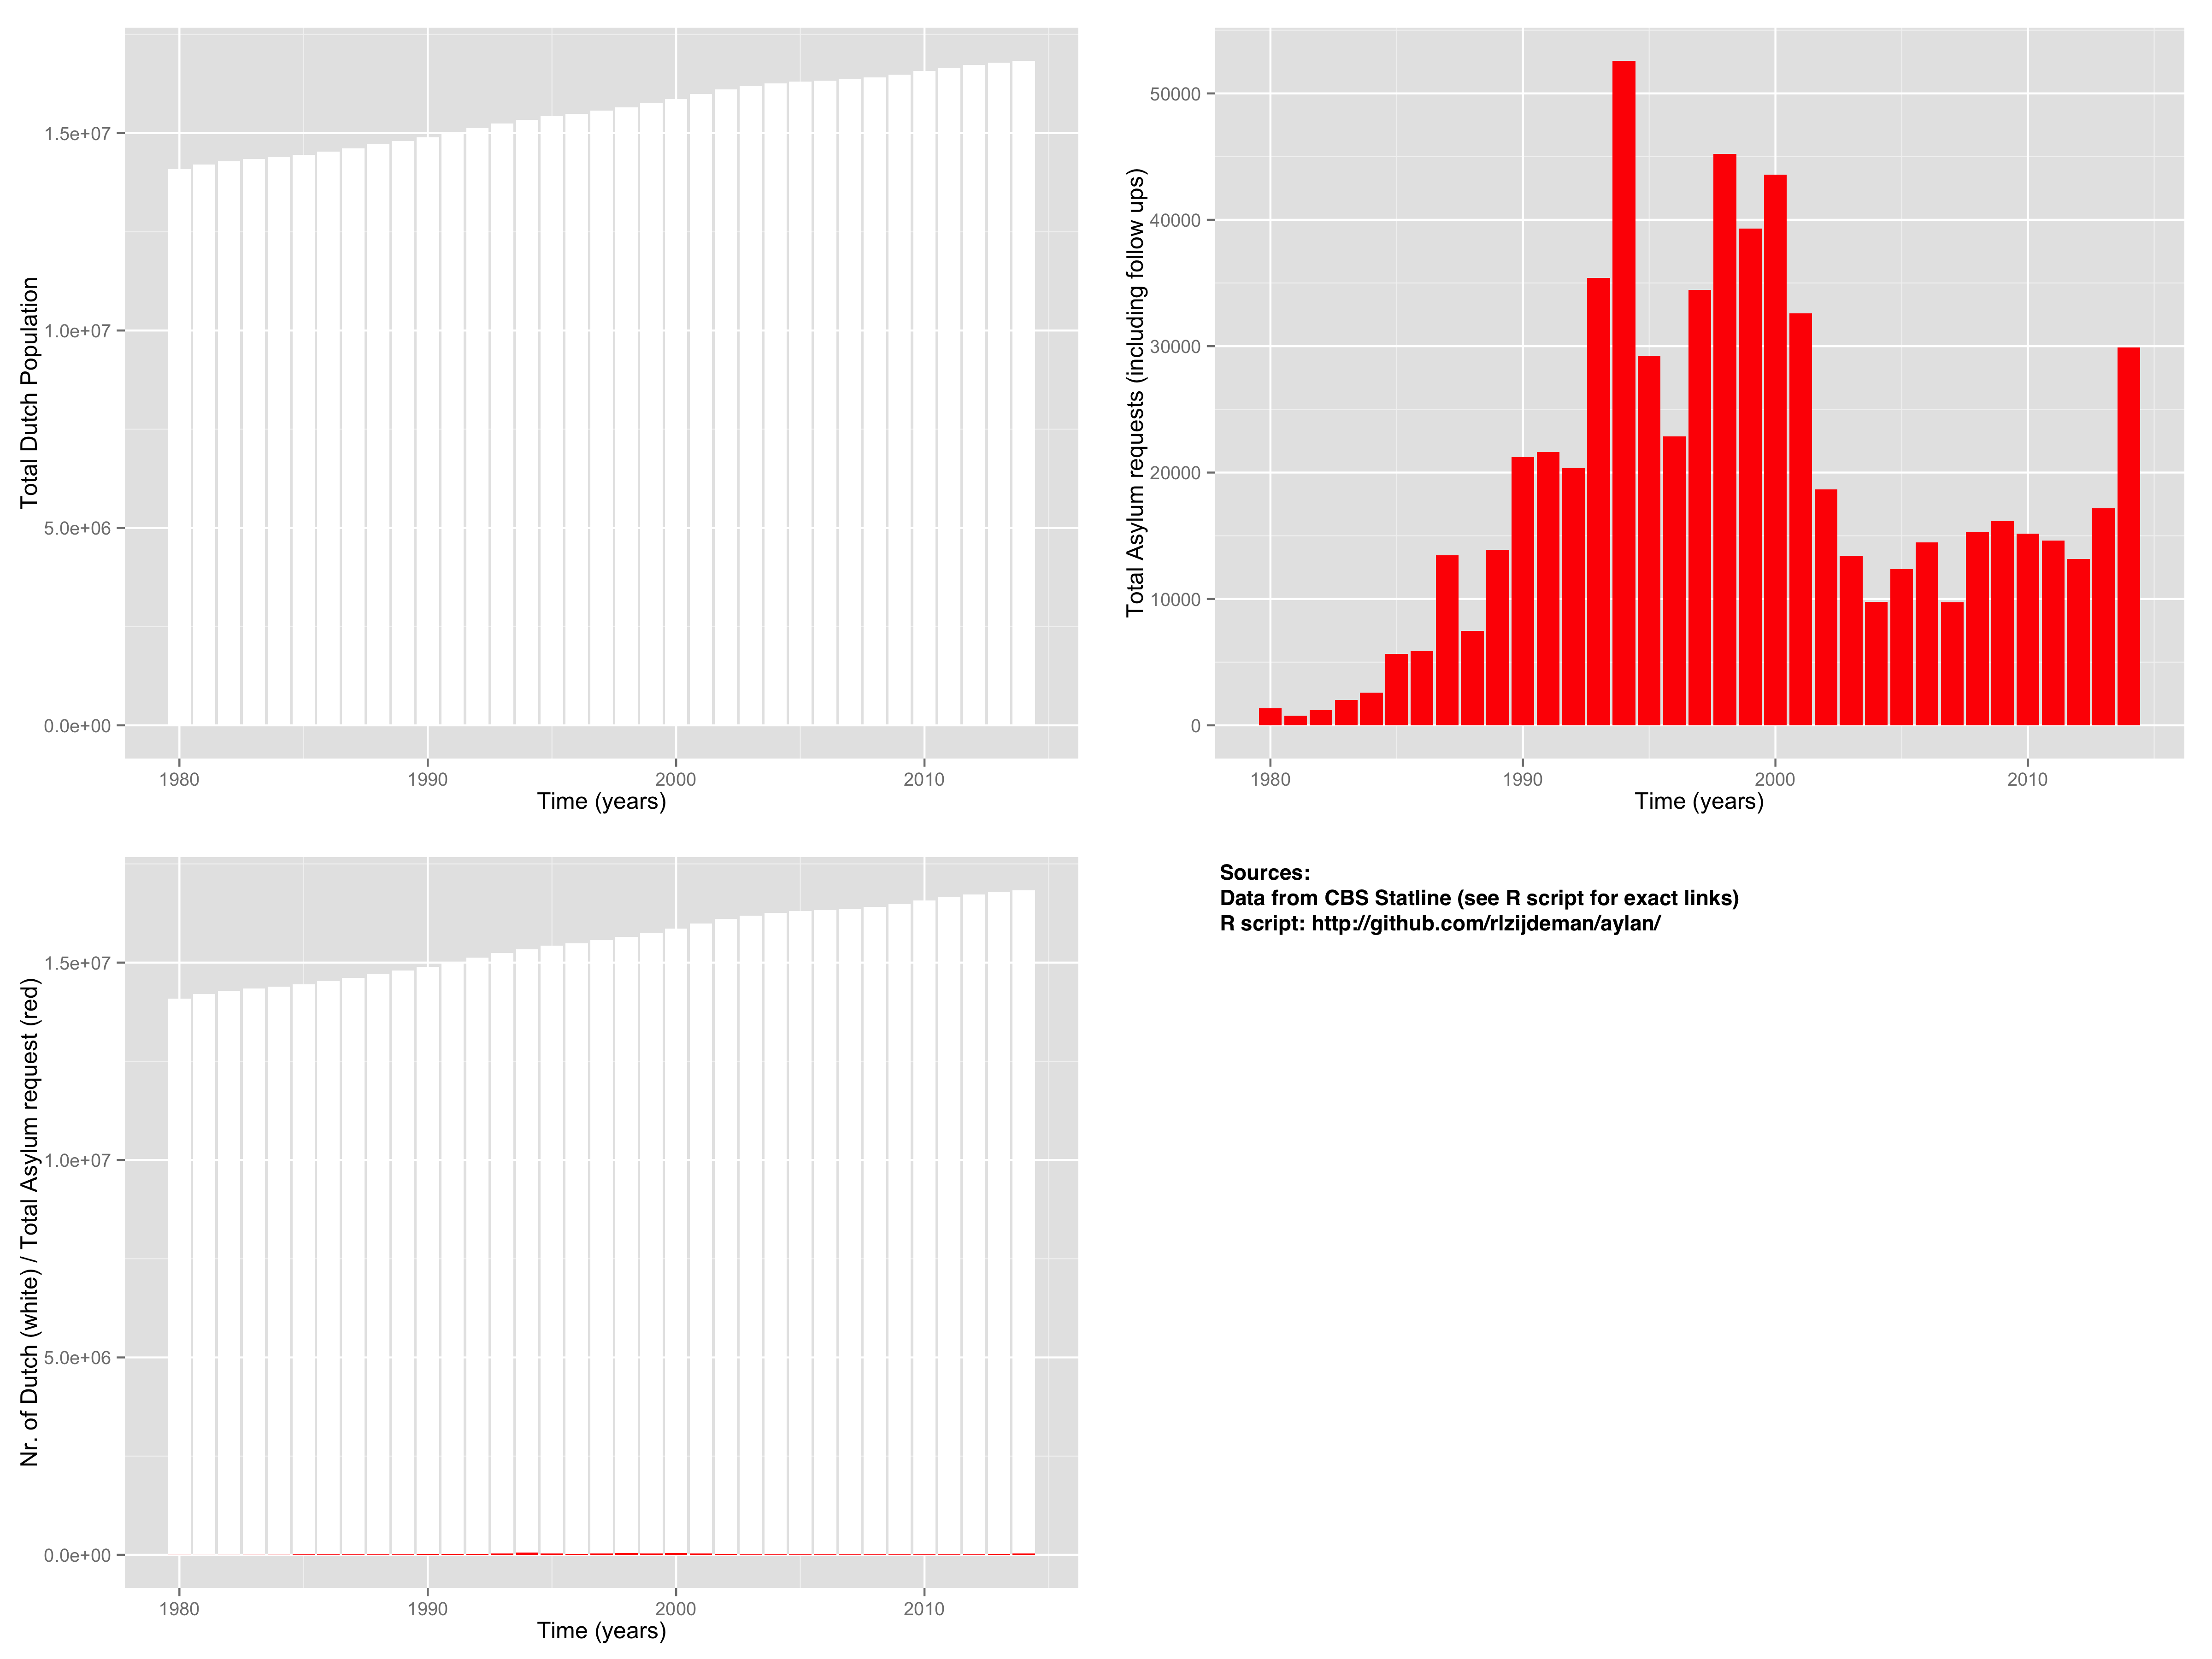 Total Dutch Population
1.5e+07
1.0e+07
5.0e+06
0.0e+00
1980 1990 2000 2010
Time (years)
Total Asylum requests (including follow ups)
50000
40000
30000
20000
10000
0
1980 1990 2000 2010
Time (years)
Nr. of Dutch (white) / Total Asylum request (red)
1.5e+07
1.0e+07
5.0e+06
0.0e+00
1980 1990 2000 2010
Time (years)
Sources:
Data from CBS Statline (see R script for exact links)
R script: http://github.com/rlzijdeman/aylan/